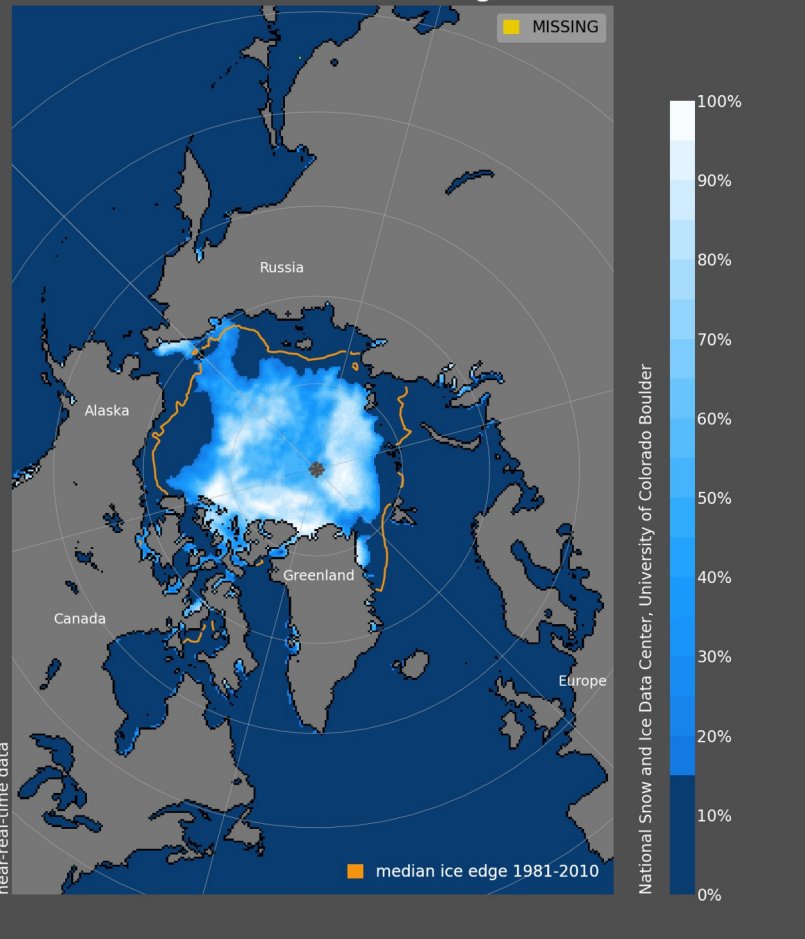 MISSING
100%
90%
80%
70%
60%
50%
40%
30%
20%
10%
0%
Russia
Alaska
Greenland
Canada
Europe
median ice edge 1981-2010
National Snow and Ice Data Center, University of Colorado Boulder
near-real-time data